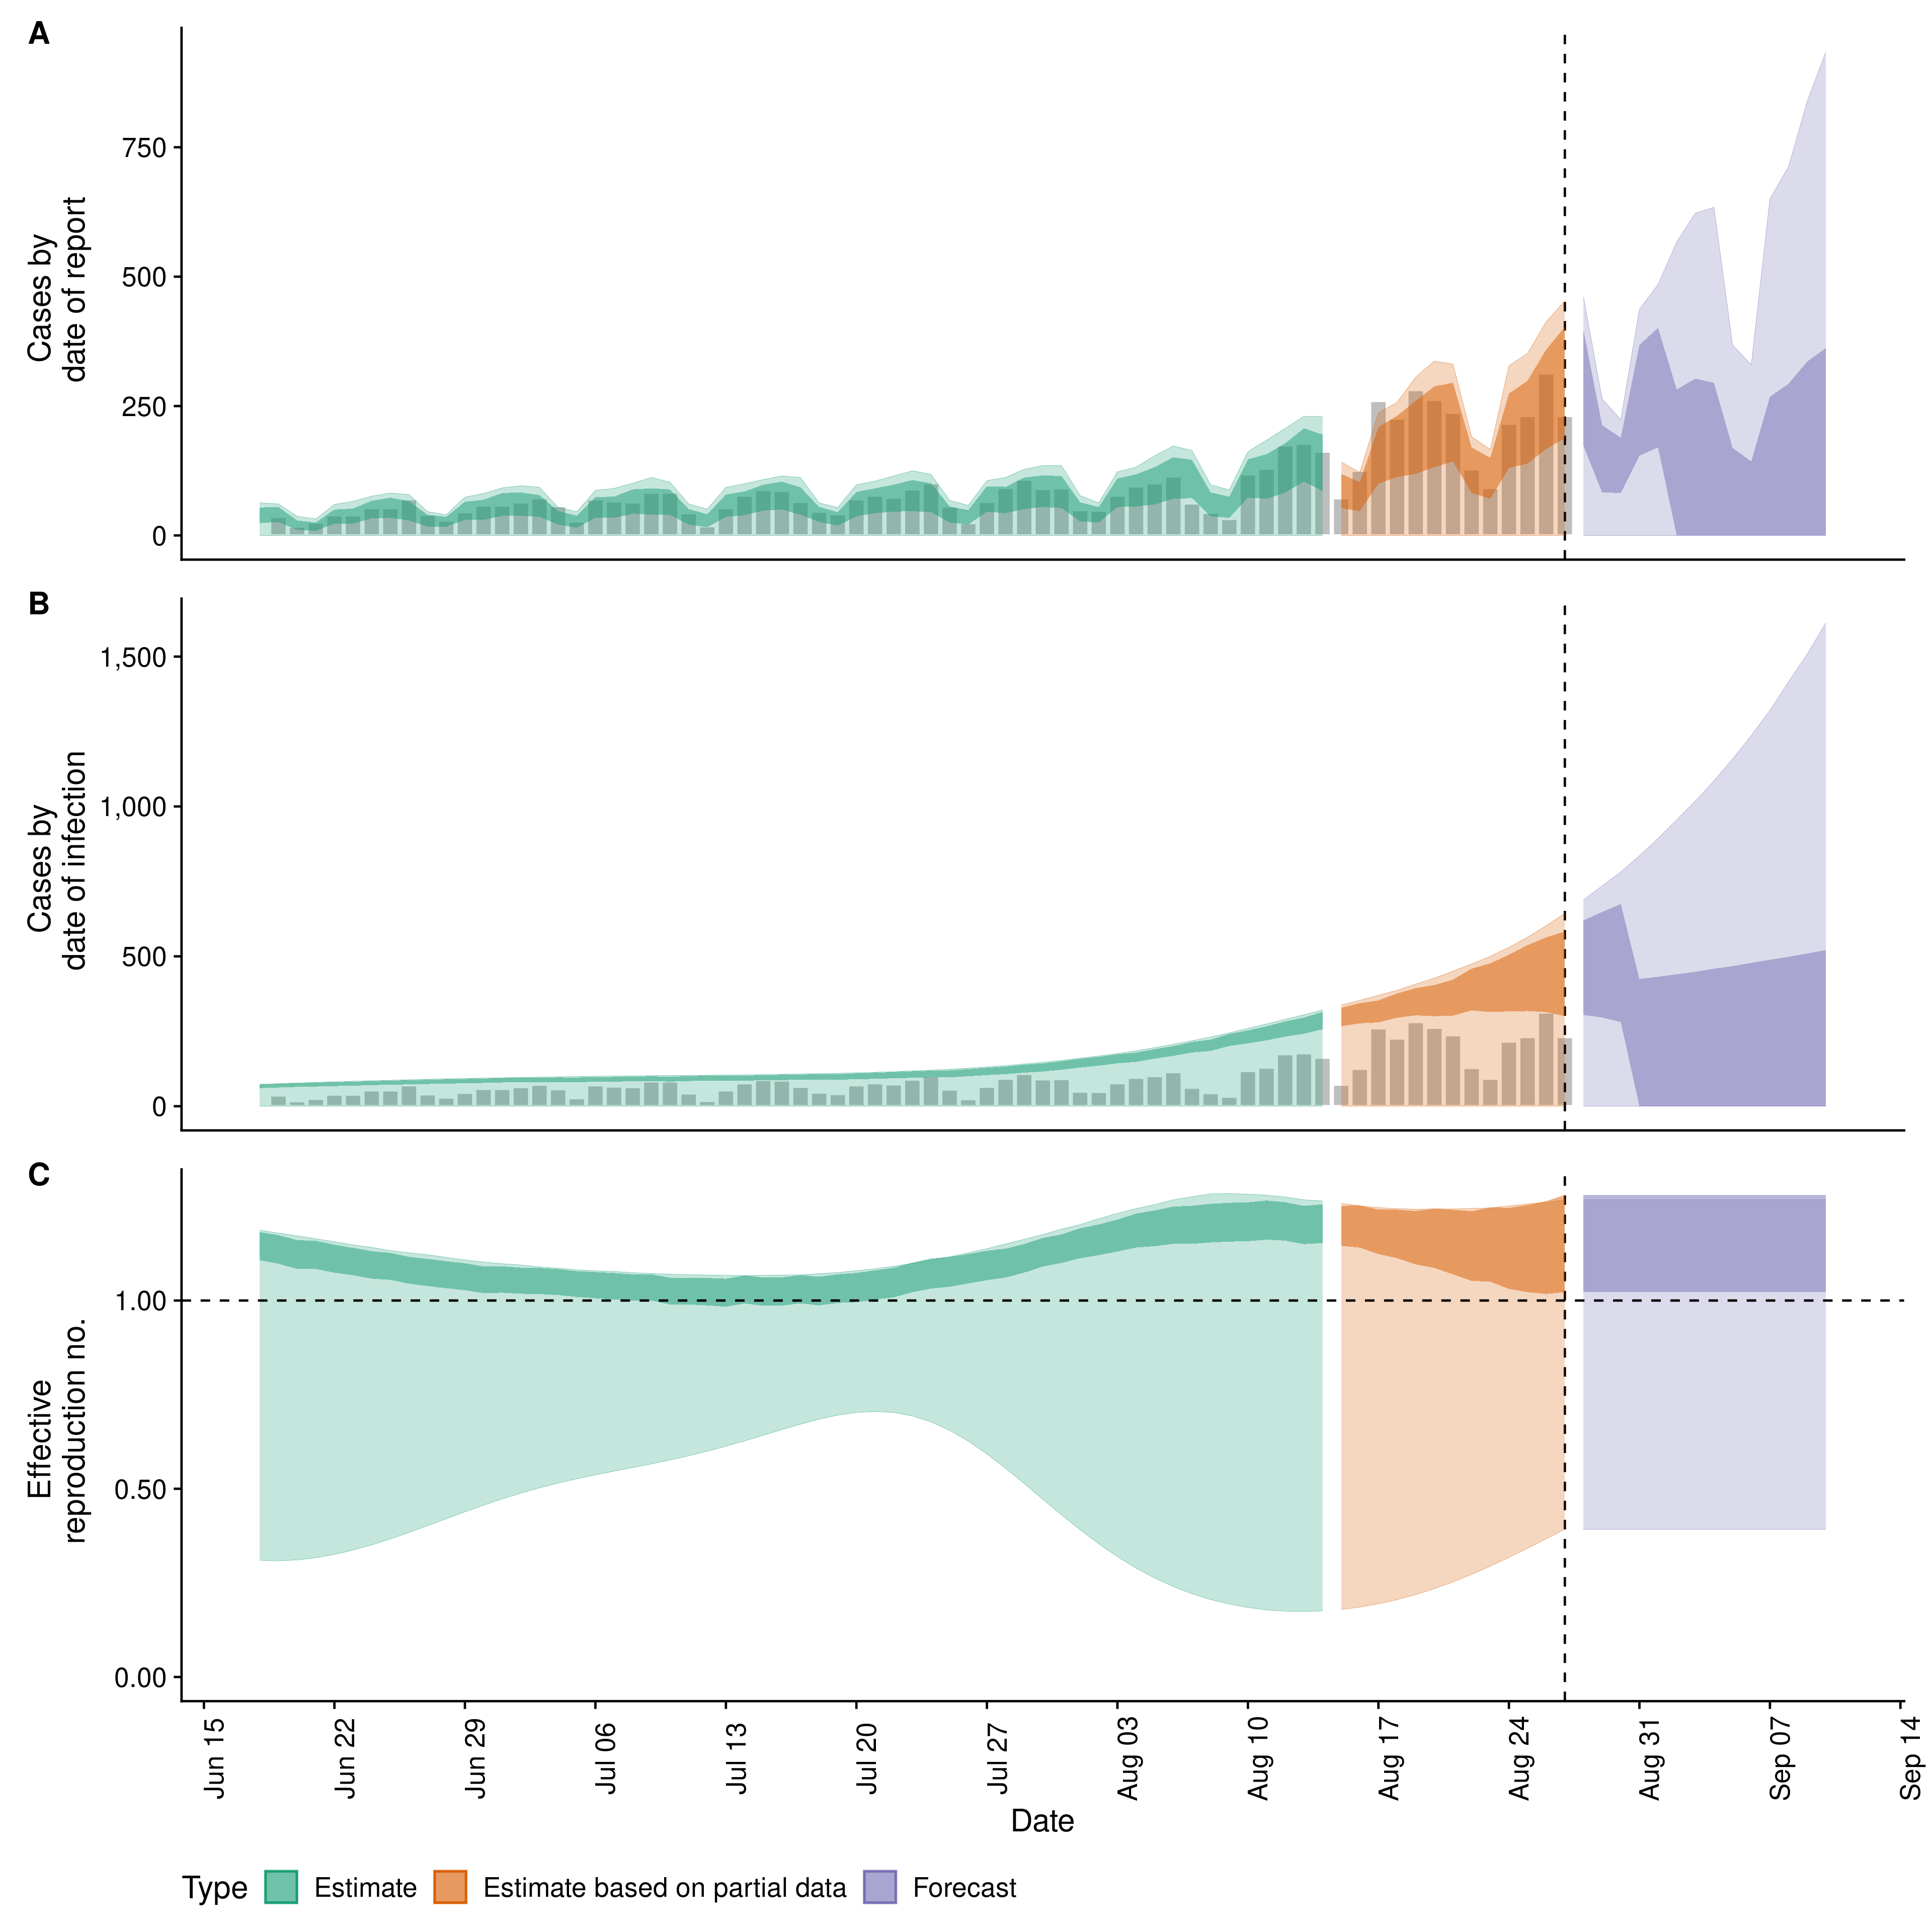 A
Cases by
date of report
750
500
250
0
B
Cases by
date of infection
1,500
1,000
500
0
C
Effective
reproduction no.
1.00
0.50
0.00
Jun 15
Jun 22
Jun 29
Jul 06
Jul 13
Jul 20
Jul 27
Aug 03
Aug 10
Aug 17
Aug 24
Aug 31
Sep 07
Sep 14
Date
Type Estimate Estimate based on partial data Forecast